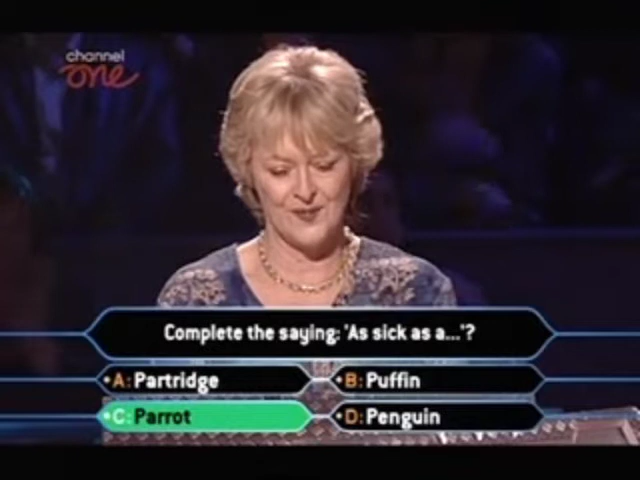 channel
one
Complete the saying: 'As sick as a...'?
A: Partridge
B: Puffin
C: Parrot
D: Penguin